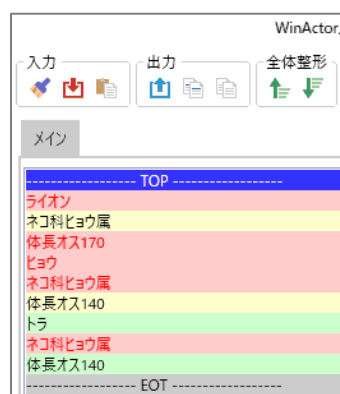 WinActor
入力 出力 全体整形
メイン
------------------ TOP ------------------
ライオン
ネコ科ヒョウ属
体長オス170
ヒョウ
ネコ科ヒョウ属
体長オス140
トラ
ネコ科ヒョウ属
体長オス140
------------------ EOT ------------------